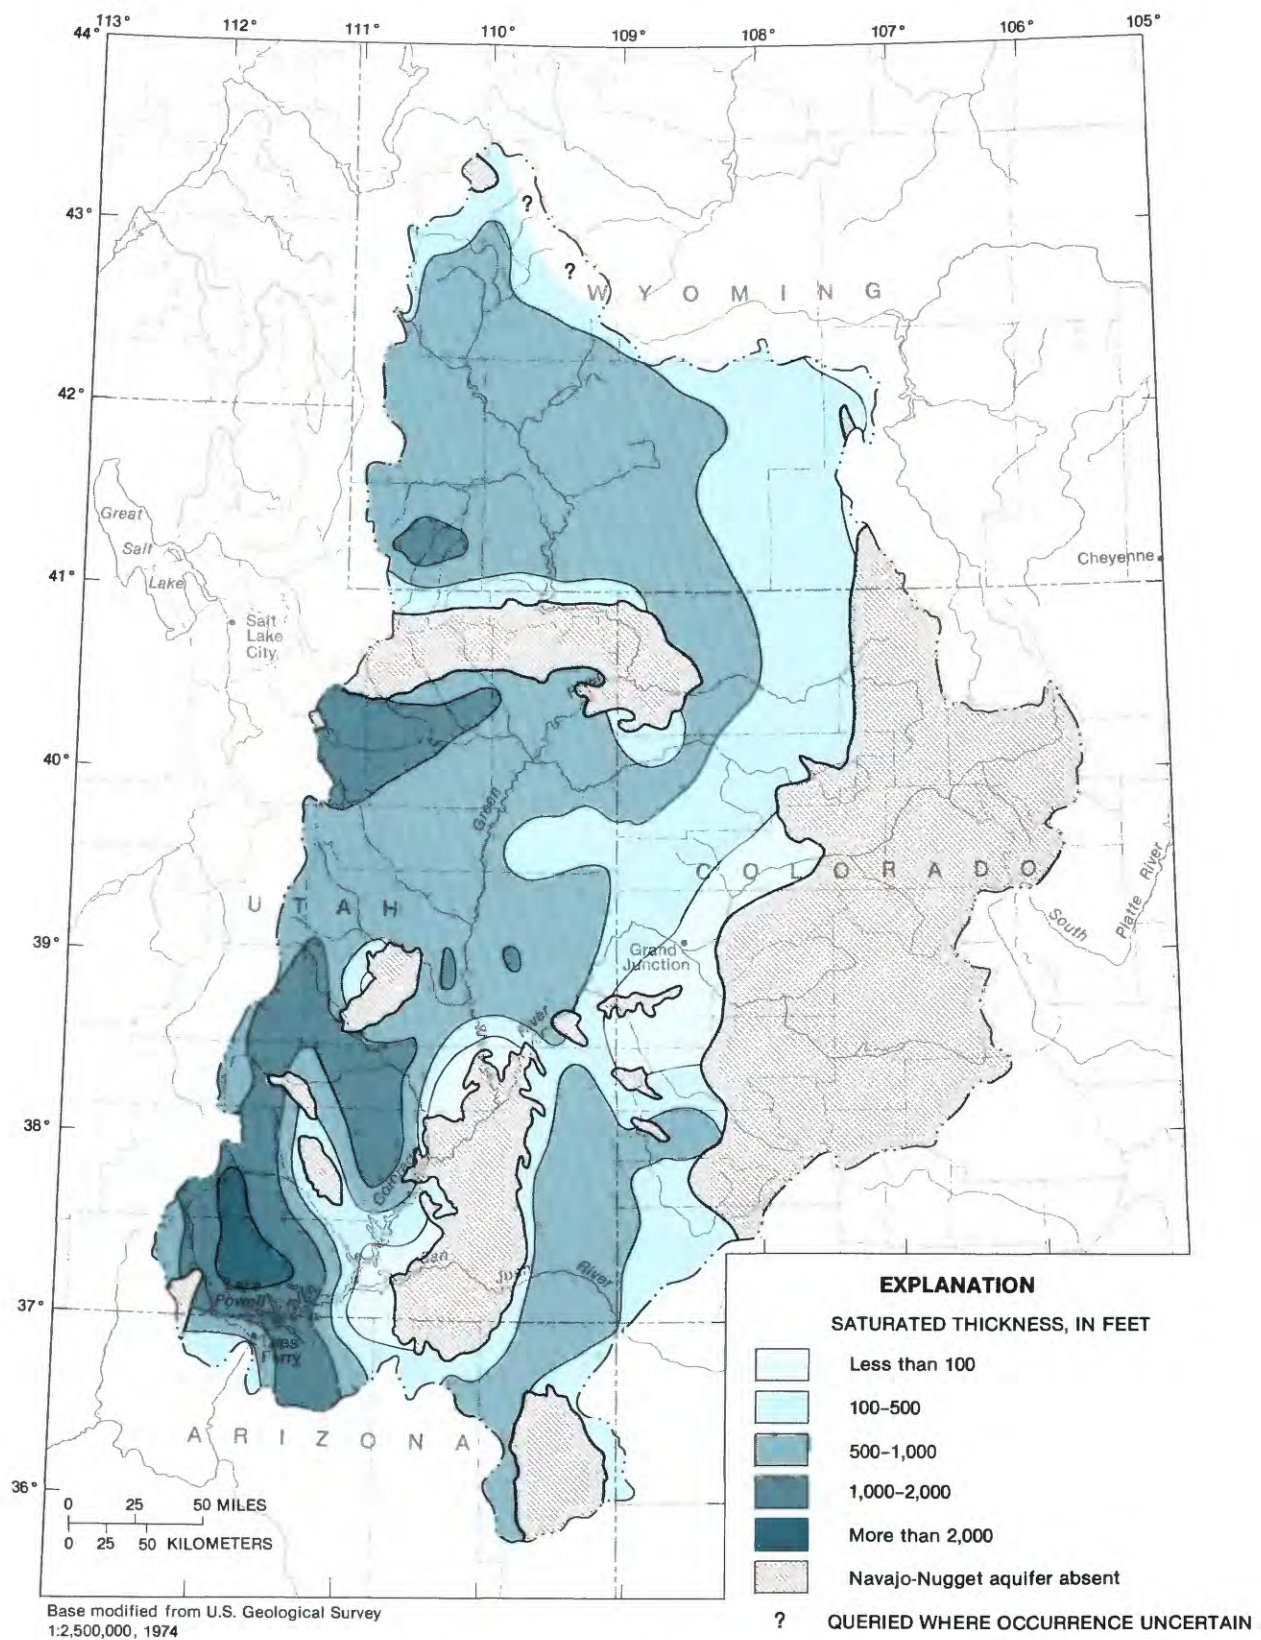 113°
112°
111°
110°
109°
108°
107°
106°
105°
44°
43°
?
?
W Y O M I N G
42°
Great
Salt
Lake
Cheyenne
41°
Salt
Lake
City
40°
Green
C O L O R A D O
U T A H
South
Platte River
39°
Grand
Junction
River
38°
San
Juan
River
Lake
Powell
37°
Lees
Ferry
A R I Z O N A
36°
EXPLANATION
SATURATED THICKNESS, IN FEET
Less than 100
100–500
500–1,000
1,000–2,000
More than 2,000
Navajo-Nugget aquifer absent
? QUERIED WHERE OCCURRENCE UNCERTAIN
0 25 50 MILES
0 25 50 KILOMETERS
Base modified from U.S. Geological Survey
1:2,500,000, 1974